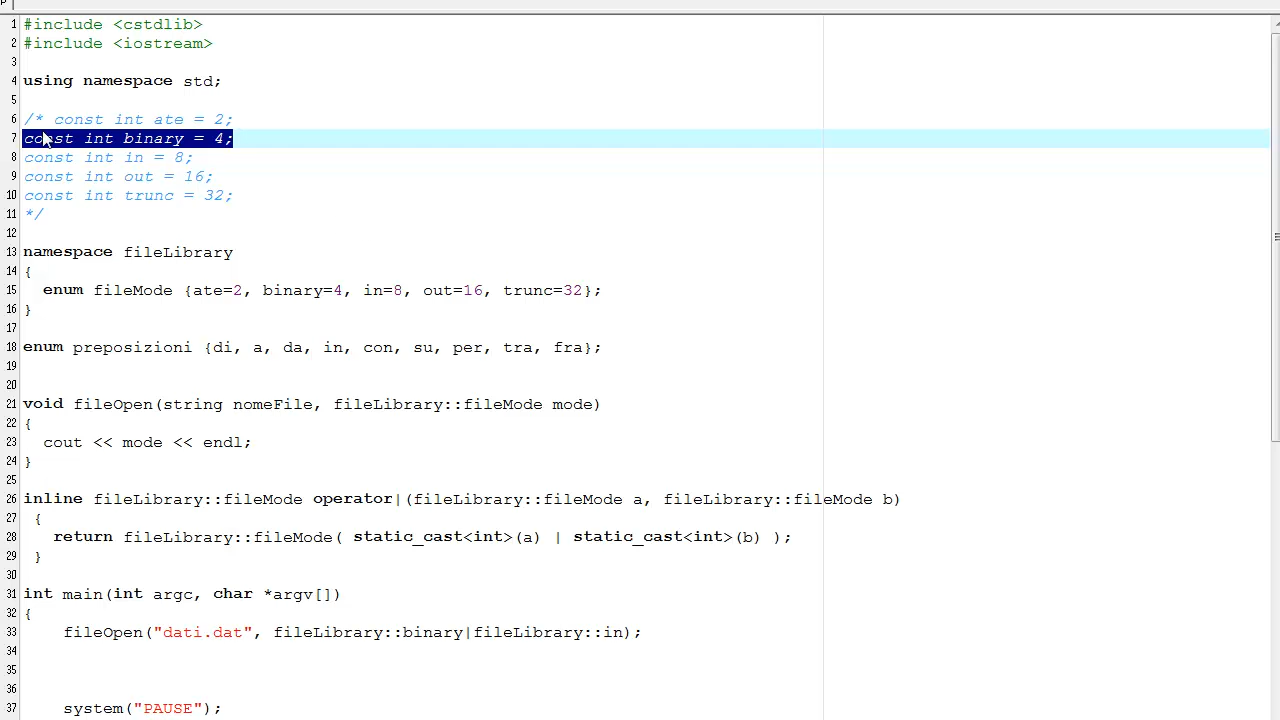 1 #include <cstdlib>
2 #include <iostream>
3
4 using namespace std;
5
6 /* const int ate = 2;
7 const int binary = 4;
8 const int in = 8;
9 const int out = 16;
10 const int trunc = 32;
11 */
12
13 namespace fileLibrary
14 {
15 enum fileMode {ate=2, binary=4, in=8, out=16, trunc=32};
16 }
17
18 enum preposizioni {di, a, da, in, con, su, per, tra, fra};
19
20
21 void fileOpen(string nomeFile, fileLibrary::fileMode mode)
22 {
23 cout << mode << endl;
24 }
25
26 inline fileLibrary::fileMode operator|(fileLibrary::fileMode a, fileLibrary::fileMode b)
27 {
28 return fileLibrary::fileMode( static_cast<int>(a) | static_cast<int>(b) );
29 }
30
31 int main(int argc, char *argv[])
32 {
33 fileOpen("dati.dat", fileLibrary::binary|fileLibrary::in);
34
35
36
37 system("PAUSE");